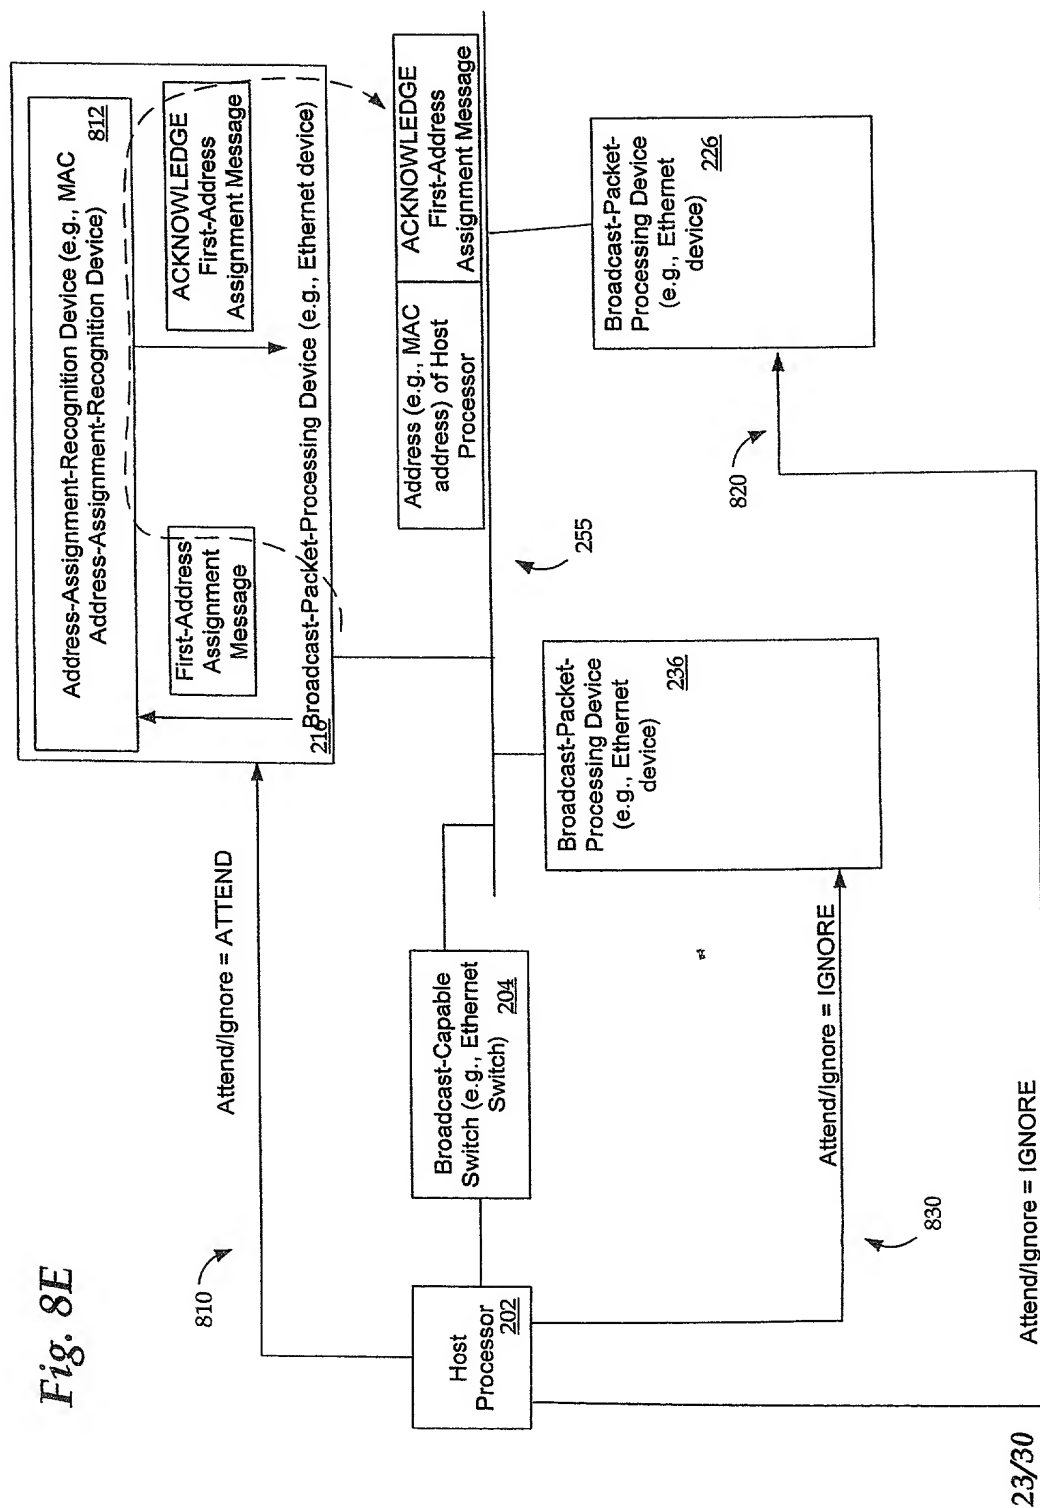 Fig. 8E
810
Attend/Ignore = ATTEND
Address-Assignment-Recognition Device (e.g., MAC
Address-Assignment-Recognition Device)
812
First-Address
Assignment
Message
ACKNOWLEDGE
First-Address
Assignment Message
Broadcast-Packet-Processing Device (e.g., Ethernet device)
216
Host
Processor
202
Broadcast-Capable
Switch (e.g., Ethernet
Switch)
204
Address (e.g., MAC
address) of Host
Processor
ACKNOWLEDGE
First-Address
Assignment Message
255
Broadcast-Packet-
Processing Device
(e.g., Ethernet
device)
236
Broadcast-Packet-
Processing Device
(e.g., Ethernet
device)
226
820
Attend/Ignore = IGNORE
830
Attend/Ignore = IGNORE
23/30